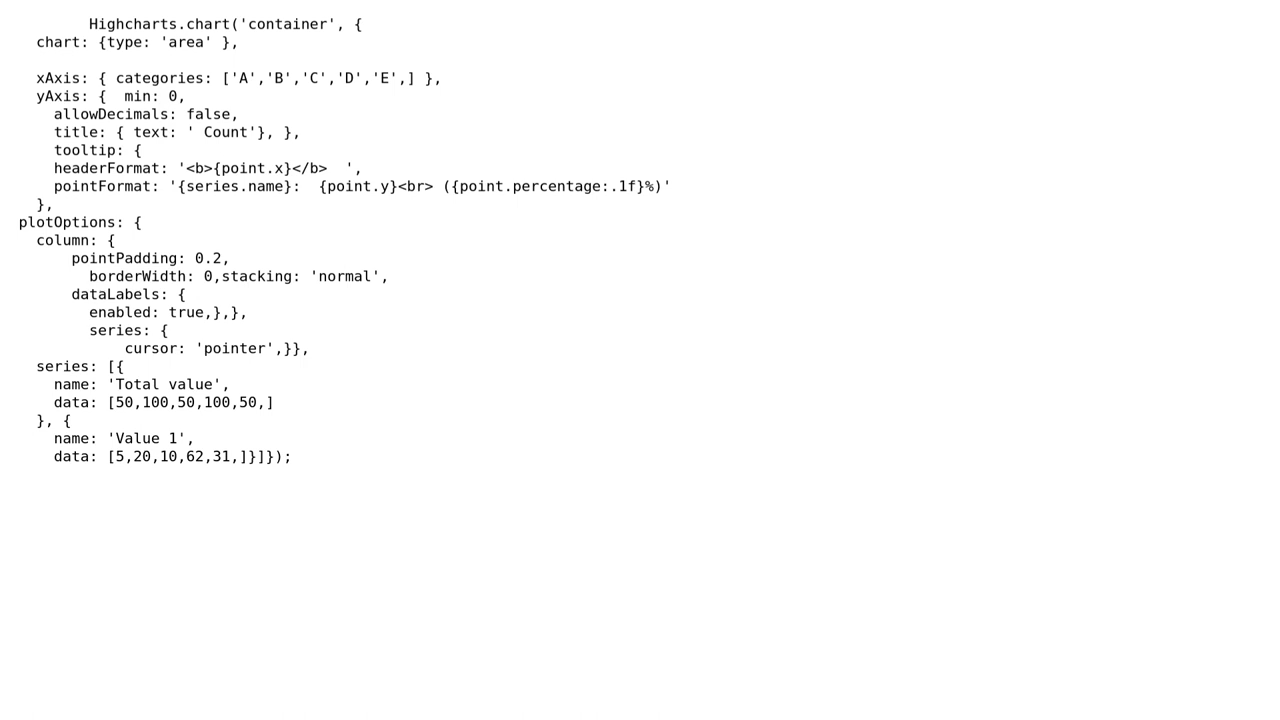 Highcharts.chart('container', {
  chart: {type: 'area' },

  xAxis: { categories: ['A','B','C','D','E',] },
  yAxis: {  min: 0,
    allowDecimals: false,
    title: { text: ' Count'}, },
    tooltip: {
    headerFormat: '<b>{point.x}</b>  ',
    pointFormat: '{series.name}:  {point.y}<br> ({point.percentage:.1f}%)'
  },
plotOptions: {
  column: {
      pointPadding: 0.2,
        borderWidth: 0,stacking: 'normal',
      dataLabels: {
        enabled: true,},},
        series: {
            cursor: 'pointer',}},
  series: [{
    name: 'Total value',
    data: [50,100,50,100,50,]
  }, {
    name: 'Value 1',
    data: [5,20,10,62,31,]}]});